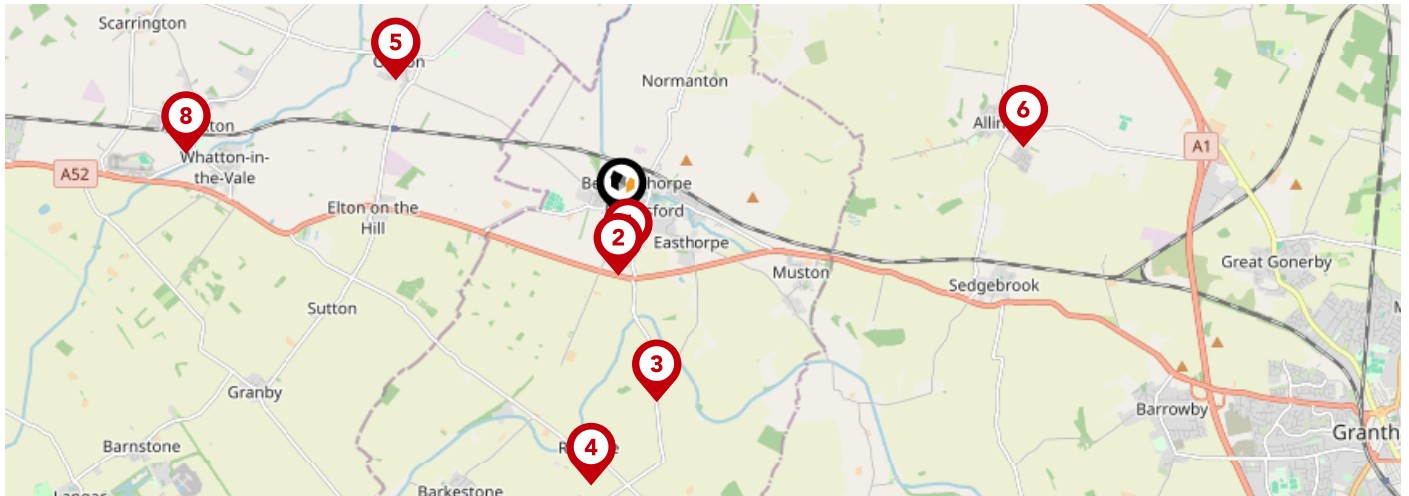 Scarrington
5
Normanton
8
6
A1
Whatton-in-
the-Vale
A52
Elton on the
Hill
2
Easthorpe
Great Gonerby
Muston
Sedgebrook
Sutton
3
Granby
Barrowby
4
Barnstone
Barkestone